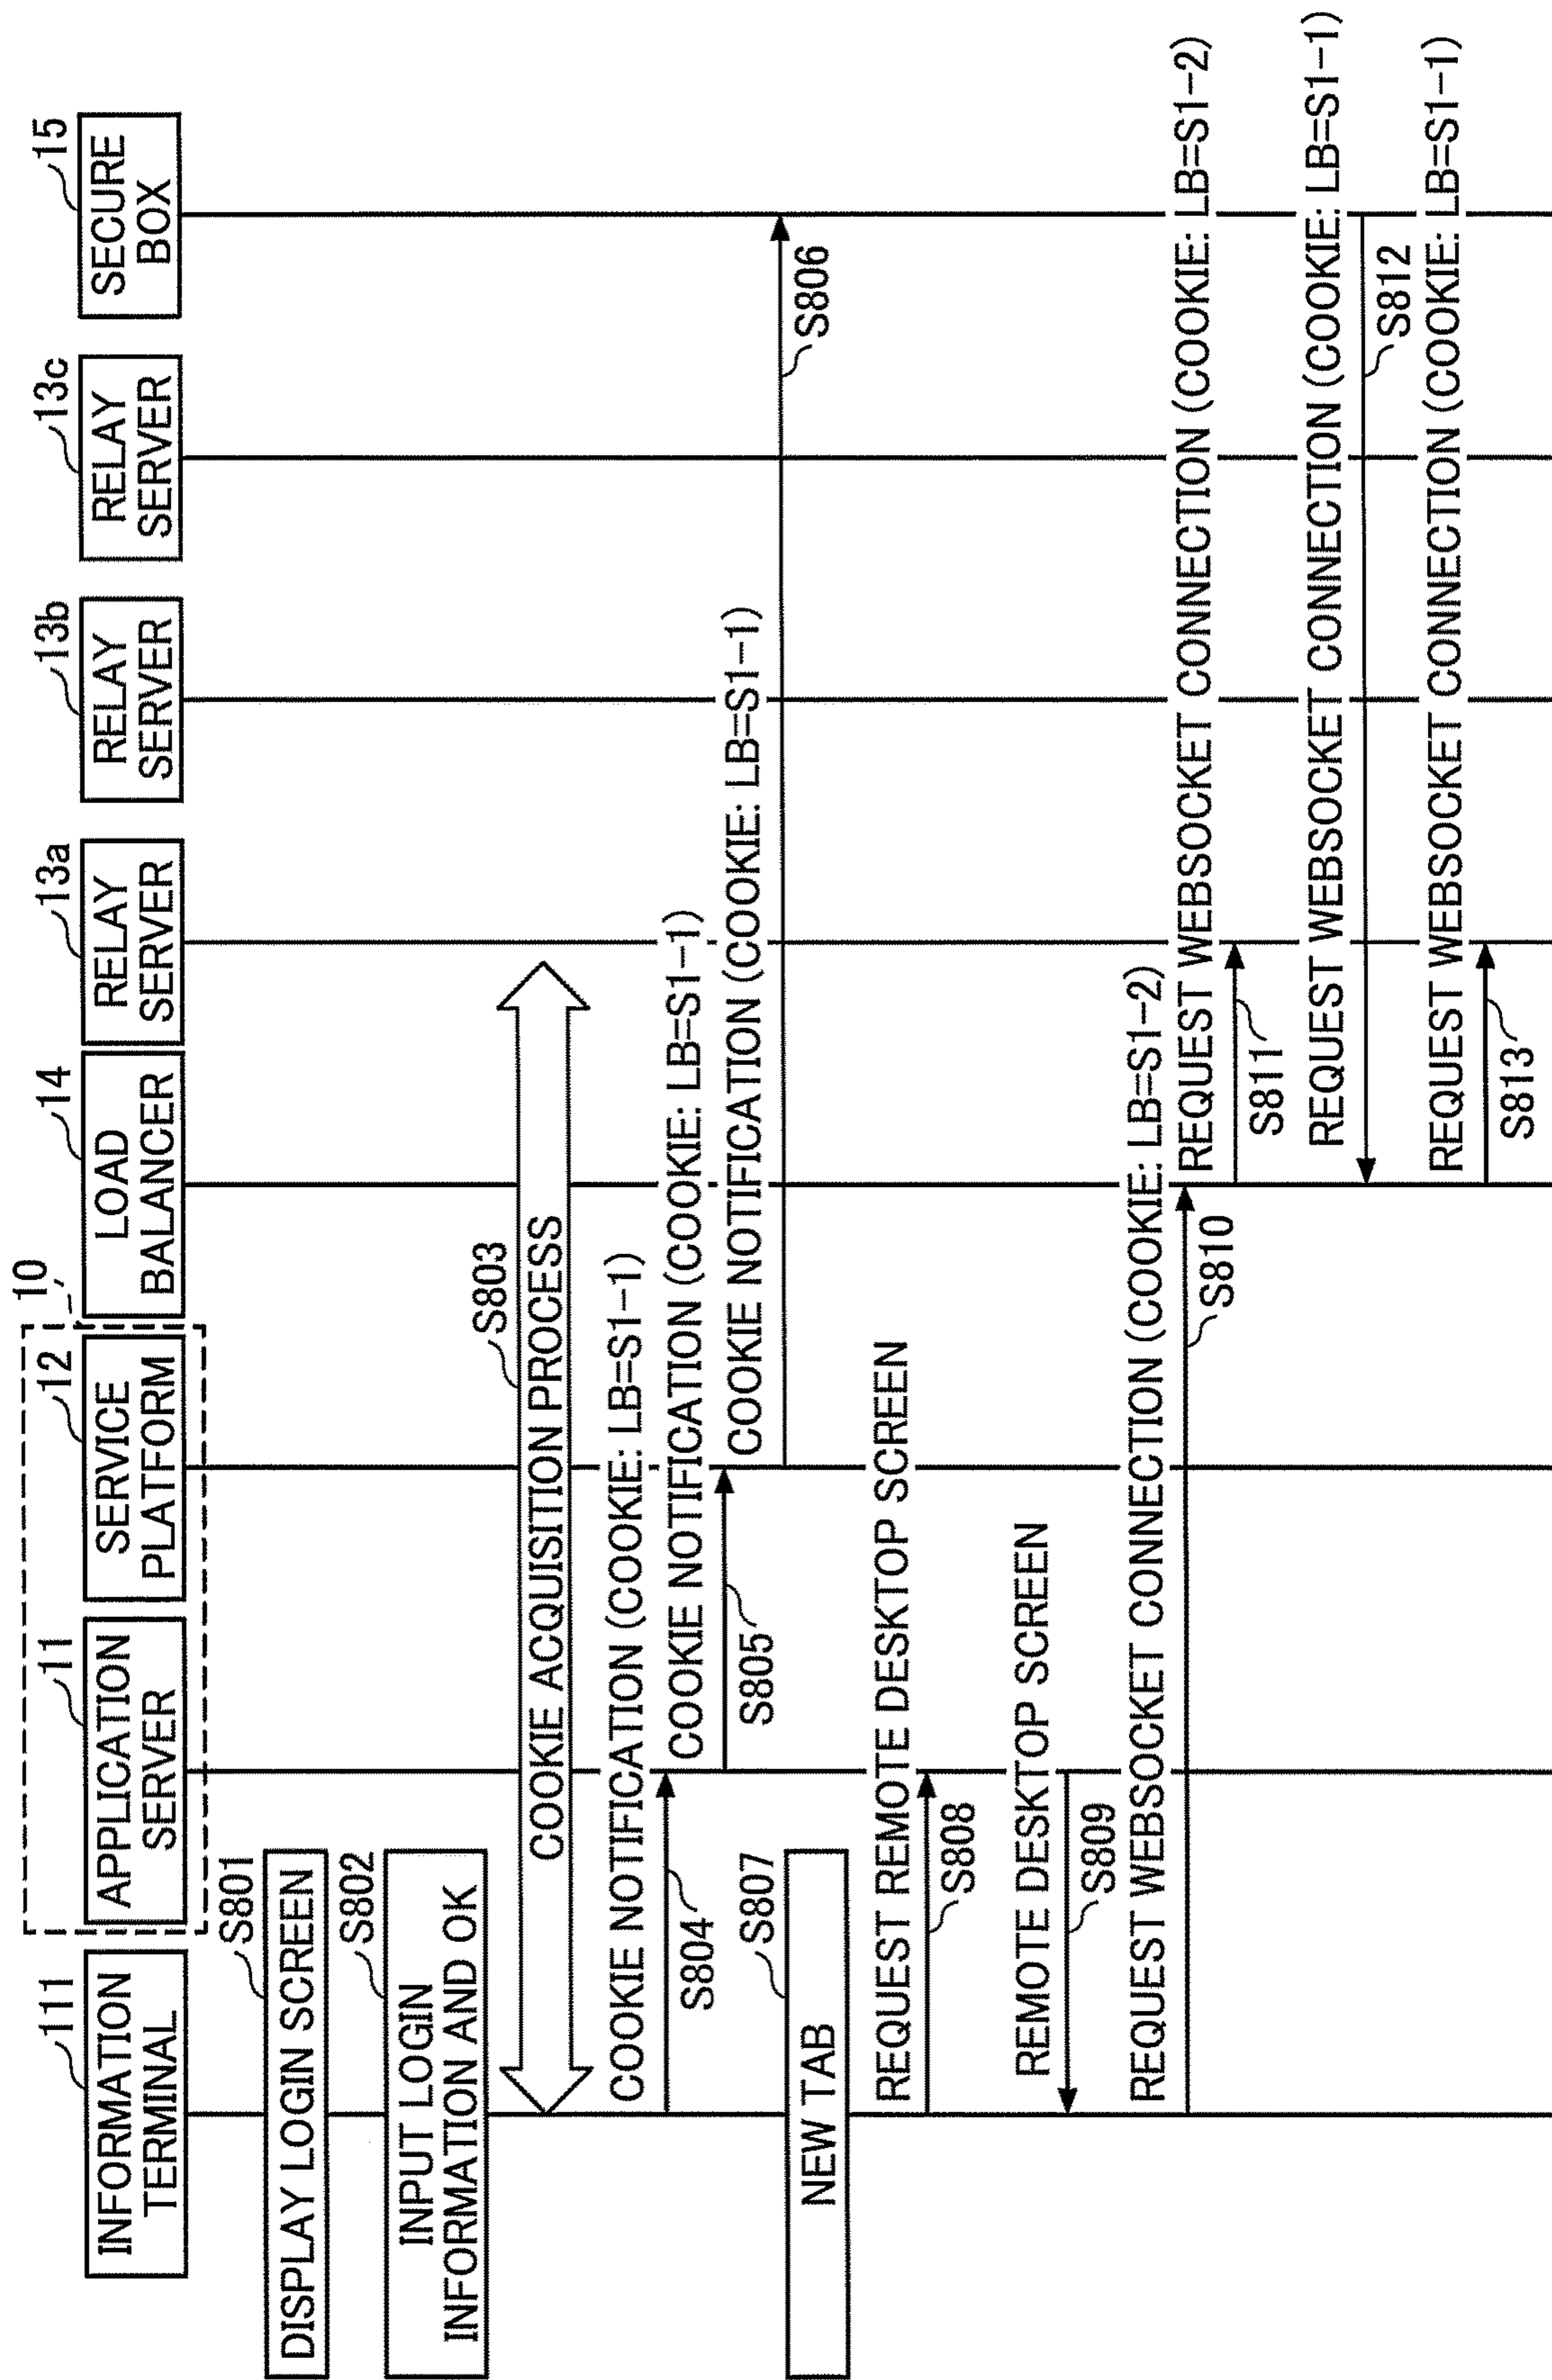 10
111
INFORMATION
TERMINAL
11
APPLICATION
SERVER
12
SERVICE
PLATFORM
14
LOAD
BALANCER
13a
RELAY
SERVER
13b
RELAY
SERVER
13c
RELAY
SERVER
15
SECURE
BOX
S801
DISPLAY LOGIN SCREEN
S802
INPUT LOGIN
INFORMATION AND OK
S803
COOKIE ACQUISITION PROCESS
COOKIE NOTIFICATION (COOKIE: LB=S1-1)
S804
COOKIE NOTIFICATION (COOKIE: LB=S1-1)
S805
COOKIE NOTIFICATION (COOKIE: LB=S1-1)
S806
S807
NEW TAB
REQUEST REMOTE DESKTOP SCREEN
S808
REMOTE DESKTOP SCREEN
S809
REQUEST WEBSOCKET CONNECTION (COOKIE: LB=S1-2)
S810
REQUEST WEBSOCKET CONNECTION (COOKIE: LB=S1-2)
S811
REQUEST WEBSOCKET CONNECTION (COOKIE: LB=S1-1)
S812
REQUEST WEBSOCKET CONNECTION (COOKIE: LB=S1-1)
S813